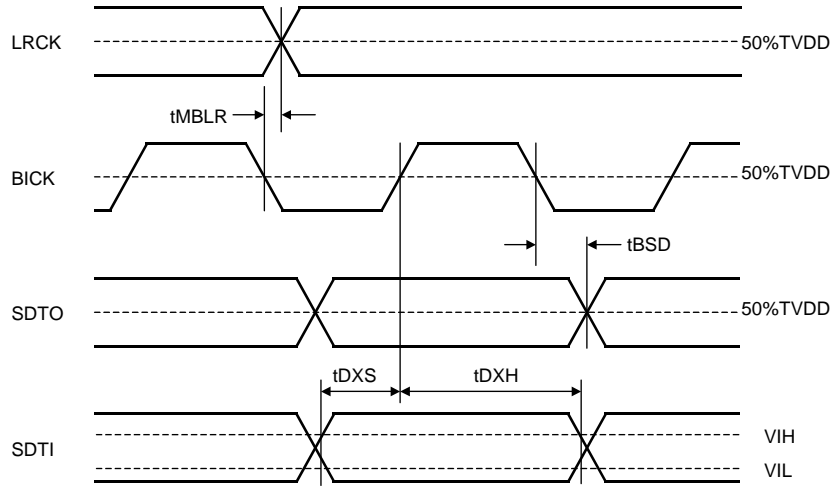 LRCK
50%TVDD
tMBLR
BICK
50%TVDD
tBSD
SDTO
50%TVDD
tDXS
tDXH
SDTI
VIH
VIL